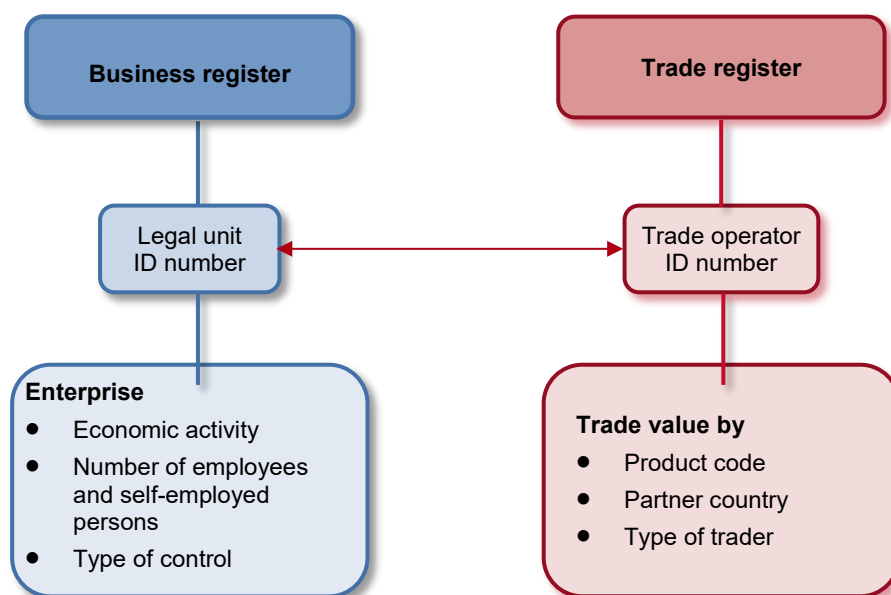 Business register
Trade register
Legal unit
ID number
Trade operator
ID number
Enterprise
● Economic activity
● Number of employees
and self-employed
persons
● Type of control
Trade value by
● Product code
● Partner country
● Type of trader